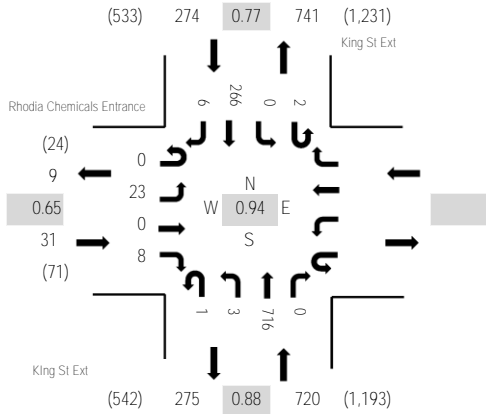 (533) 274 0.77 741 (1,231)
King St Ext
6 266 0 2
Rhodia Chemicals Entrance
(24)
9
0
23
0.65
N
W 0.94 E
S
0
31
8
(71)
1 3 716 0
KIng St Ext
(542) 275 0.88 720 (1,193)